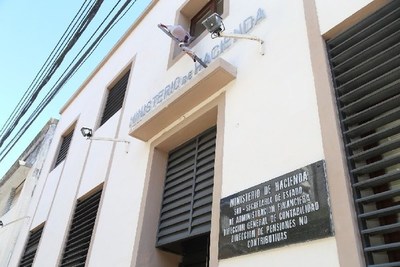 MINISTERIO DE HACIENDA
MINISTERIO DE HACIENDA
SUB - SECRETARIA DE ESTADO
DE ADMINISTRACION FINANCIERA
DIRECCION GENERAL DE CONTABILIDAD
DIRECCION DE PENSIONES NO
CONTRIBUTIVAS